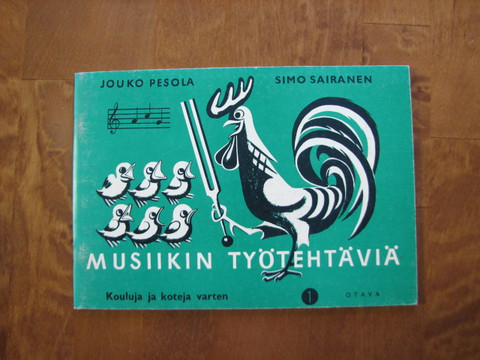 JOUKO PESOLA
SIMO SAIRANEN
MUSIIKIN TYÖTEHTÄVIÄ
Kouluja ja koteja varten
1
OTAVA